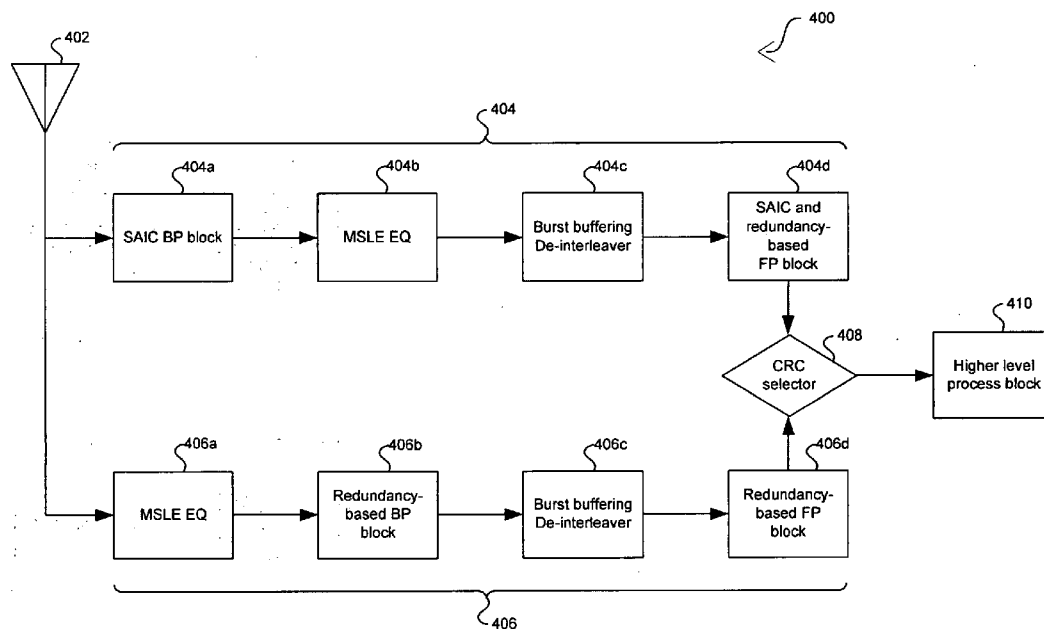 400
402
404
404a
404b
404c
404d
SAIC BP block
MSLE EQ
Burst buffering
De-interleaver
SAIC and
redundancy-
based
FP block
408
CRC
selector
410
Higher level
process block
406a
406b
406c
406d
MSLE EQ
Redundancy-
based BP
block
Burst buffering
De-interleaver
Redundancy-
based FP
block
406